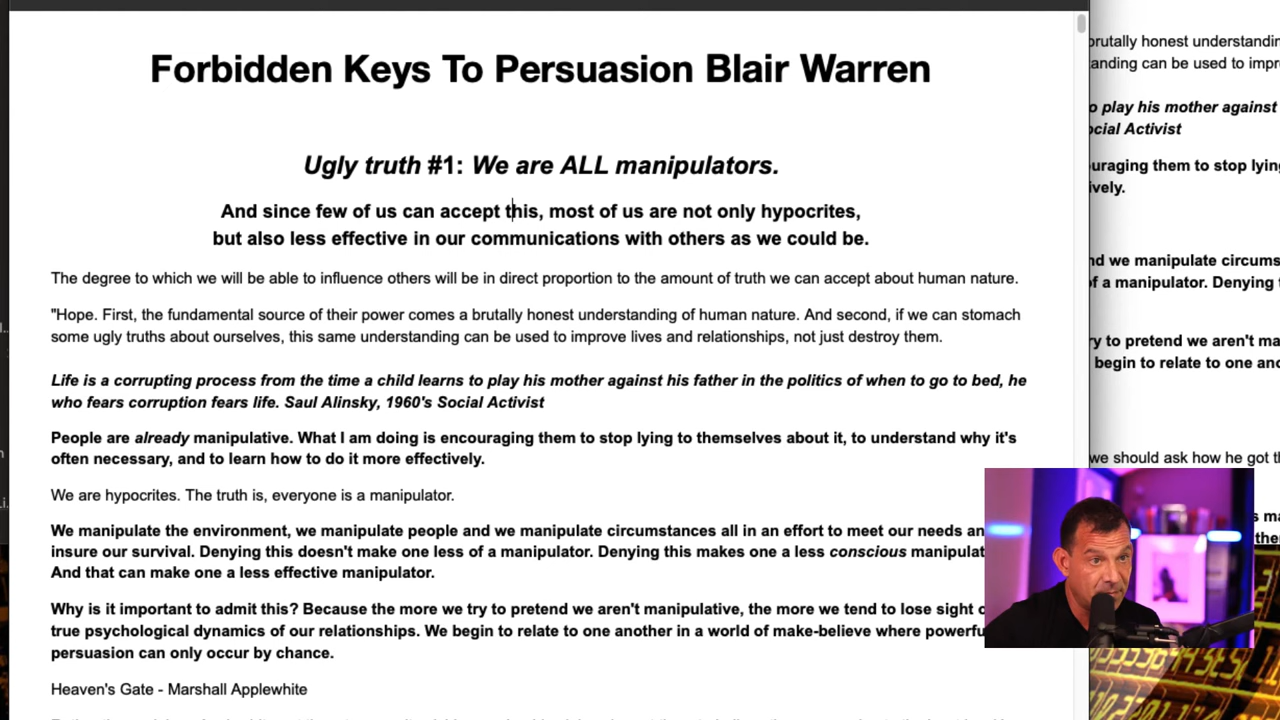 Forbidden Keys To Persuasion Blair Warren
Ugly truth #1: We are ALL manipulators.
And since few of us can accept this, most of us are not only hypocrites,
but also less effective in our communications with others as we could be.
The degree to which we will be able to influence others will be in direct proportion to the amount of truth we can accept about human nature.
"Hope. First, the fundamental source of their power comes a brutally honest understanding of human nature. And second, if we can stomach
some ugly truths about ourselves, this same understanding can be used to improve lives and relationships, not just destroy them.
Life is a corrupting process from the time a child learns to play his mother against his father in the politics of when to go to bed, he
who fears corruption fears life. Saul Alinsky, 1960's Social Activist
People are already manipulative. What I am doing is encouraging them to stop lying to themselves about it, to understand why it's
often necessary, and to learn how to do it more effectively.
We are hypocrites. The truth is, everyone is a manipulator.
We manipulate the environment, we manipulate people and we manipulate circumstances all in an effort to meet our needs an
insure our survival. Denying this doesn't make one less of a manipulator. Denying this makes one a less conscious manipulat
And that can make one a less effective manipulator.
Why is it important to admit this? Because the more we try to pretend we aren't manipulative, the more we tend to lose sight
true psychological dynamics of our relationships. We begin to relate to one another in a world of make-believe where powerfu
persuasion can only occur by chance.
Heaven's Gate - Marshall Applewhite
brutally honest understandin
anding can be used to impr
o play his mother against
ocial Activist
uraging them to stop lying
ively.
nd we manipulate circums
of a manipulator. Denying
ry to pretend we aren't ma
begin to relate to one ano
we should ask how he got th